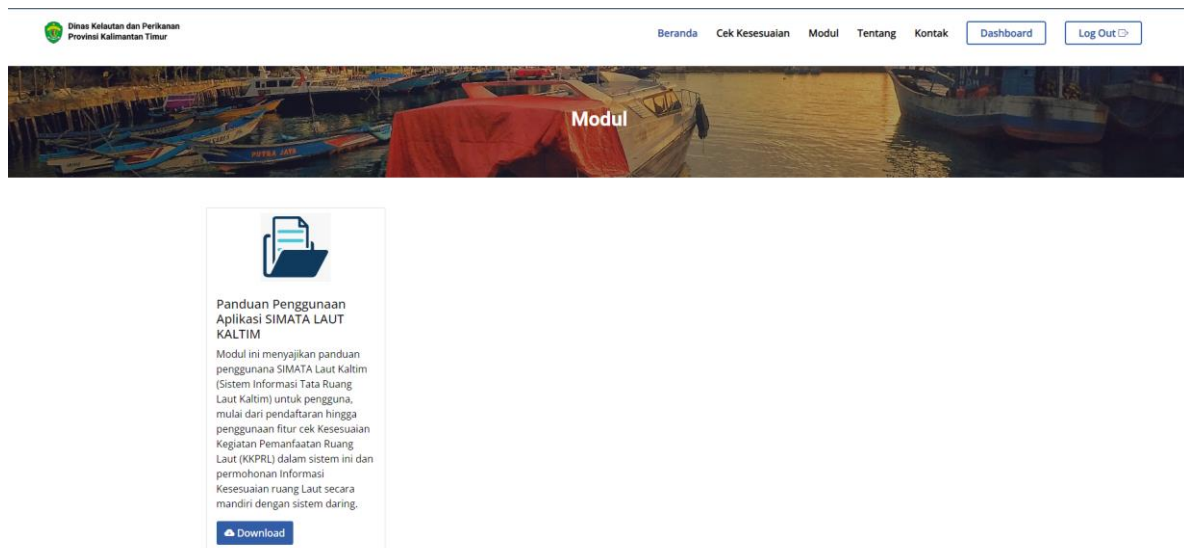 Dinas Kelautan dan Perikanan
Provinsi Kalimantan Timur
Beranda Cek Kesesuaian Modul Tentang Kontak Dashboard Log Out
Modul
PUTRA JAYA
Panduan Penggunaan
Aplikasi SIMATA LAUT
KALTIM
Modul ini menyajikan panduan
penggunana SIMATA Laut Kaltim
(Sistem Informasi Tata Ruang
Laut Kaltim) untuk pengguna,
mulai dari pendaftaran hingga
penggunaan fitur cek Kesesuaian
Kegiatan Pemanfaatan Ruang
Laut (KKPRL) dalam sistem ini dan
permohonan Informasi
Kesesuaian ruang Laut secara
mandiri dengan sistem daring.
Download